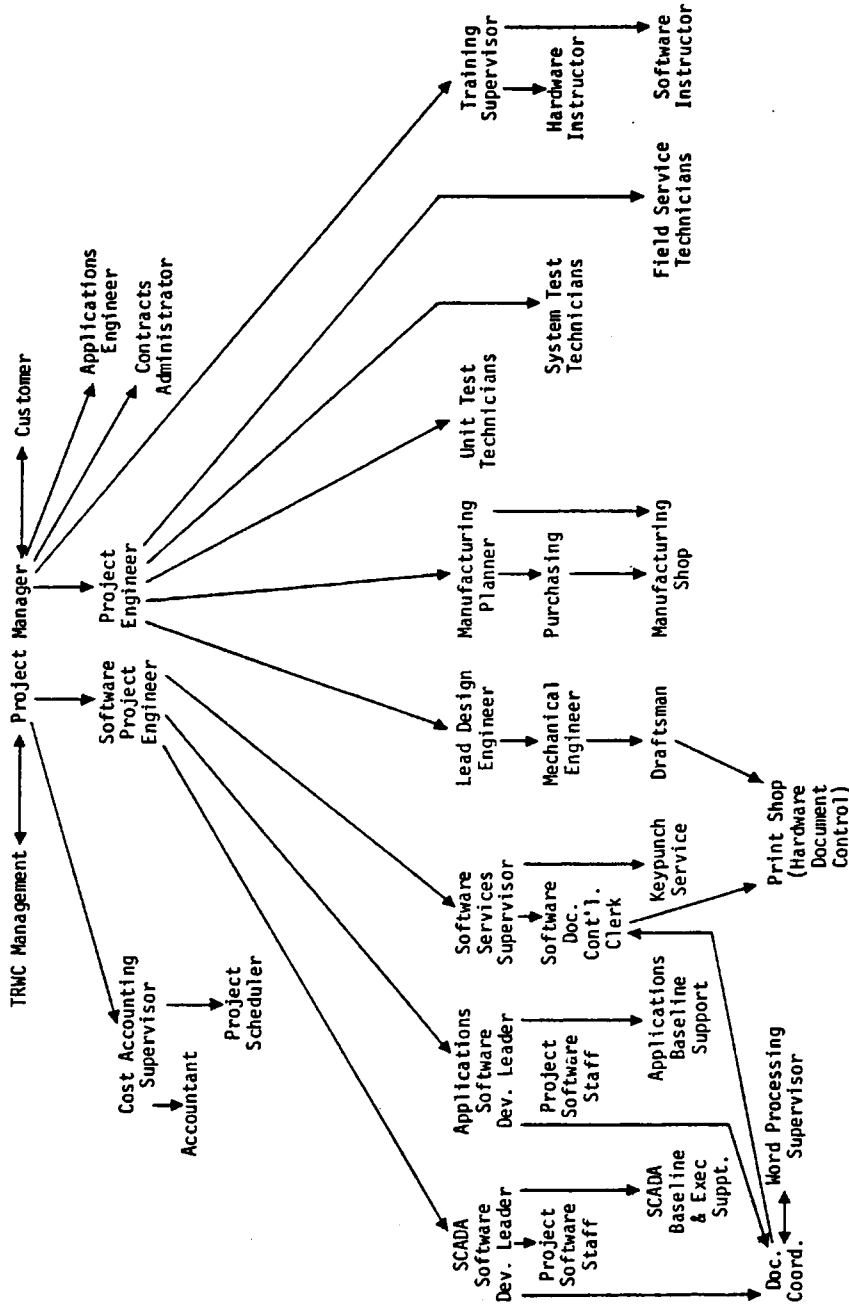 TRWC Management
Project Manager
Customer
Applications
Engineer
Contracts
Administrator
Cost Accounting
Supervisor
Accountant
Project
Scheduler
Software
Project
Engineer
Project
Engineer
SCADA
Software
Dev. Leader
Project Software
Staff
SCADA
Baseline
& Exec
Suppt.
Applications
Software
Dev. Leader
Project
Software
Staff
Applications
Baseline
Support
Software
Services
Supervisor
Software
Doc.
Cont'l.
Clerk
Keypunch
Service
Lead Design
Engineer
Mechanical
Engineer
Draftsman
Manufacturing
Planner
Purchasing
Manufacturing
Shop
Unit Test
Technicians
System Test
Technicians
Field Service
Technicians
Training
Supervisor
Hardware
Instructor
Software
Instructor
Doc.
Coord.
Word Processing
Supervisor
Print Shop
(Hardware
Document
Control)